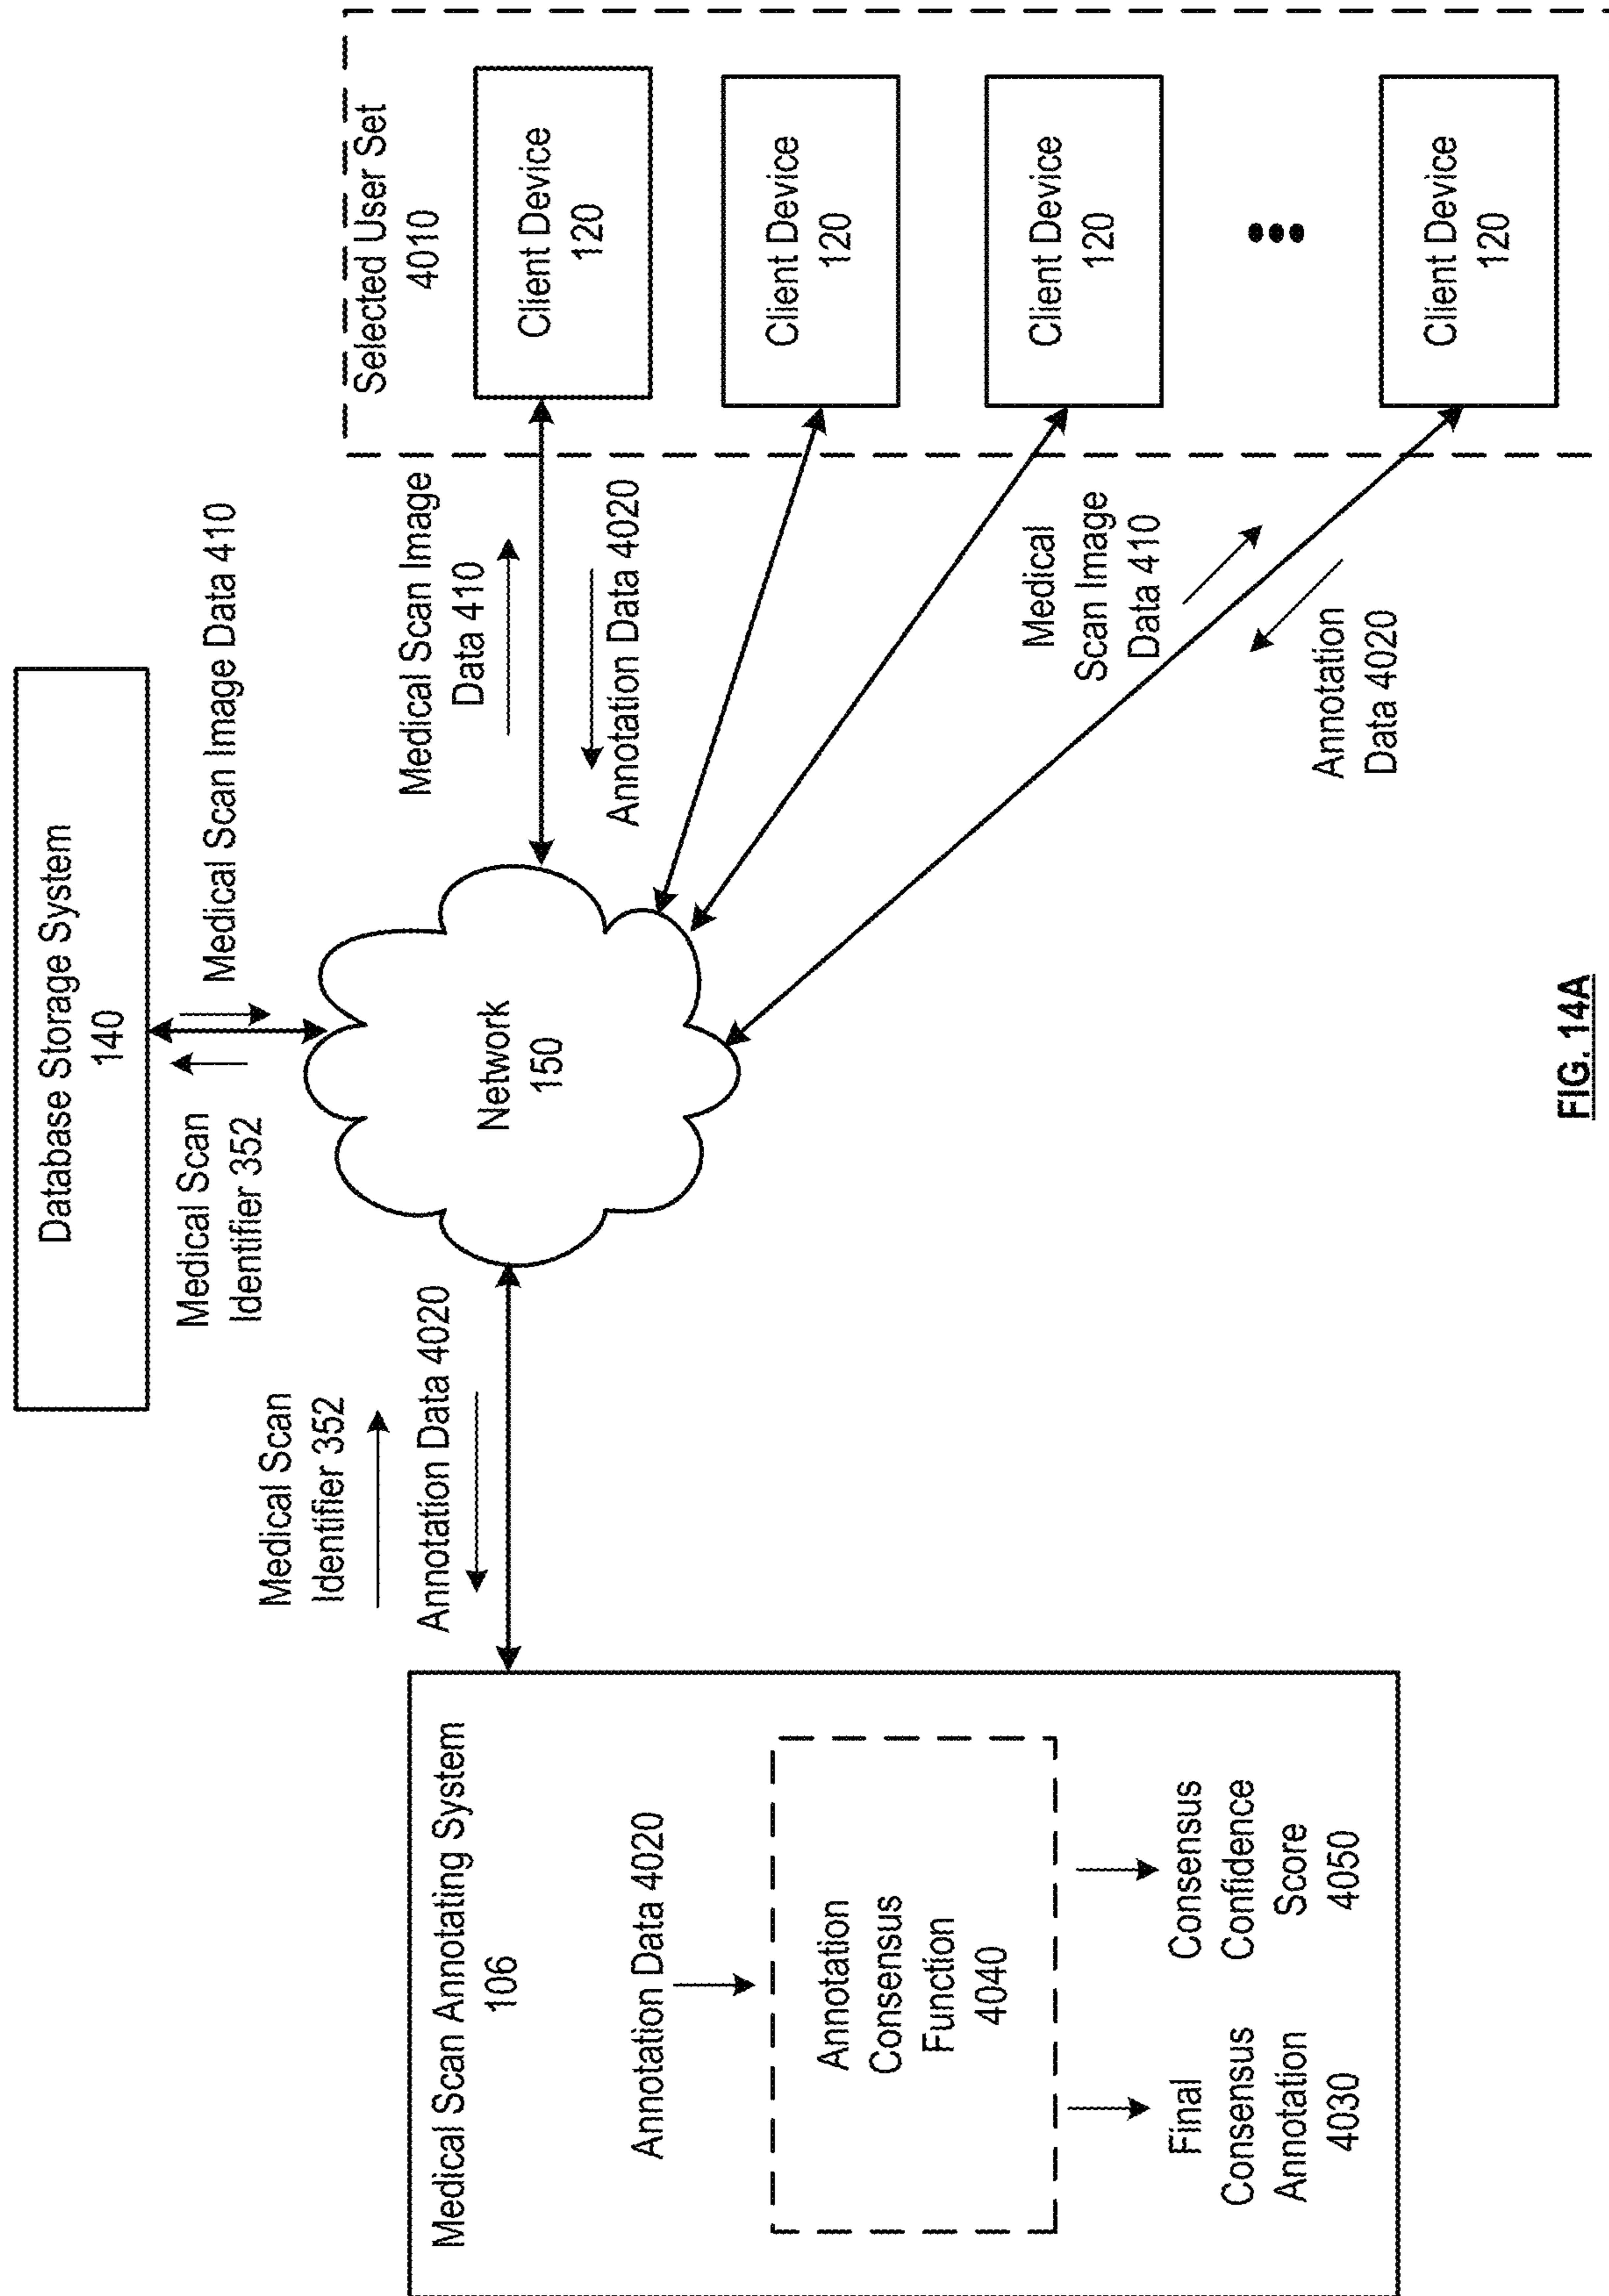 Database Storage System
140
Medical Scan
Identifier 352
Medical Scan Image Data 410
Medical Scan
Identifier 352
Annotation Data 4020
Network
150
Medical Scan Image
Data 410
Annotation Data 4020
Selected User Set
4010
Client Device
120
Client Device
120
Client Device
120
Client Device
120
Medical
Scan Image
Data 410
Annotation
Data 4020
Medical Scan Annotating System
106
Annotation Data 4020
Annotation
Consensus
Function
4040
Final
Consensus
Annotation
4030
Consensus
Confidence
Score
4050
FIG. 14A